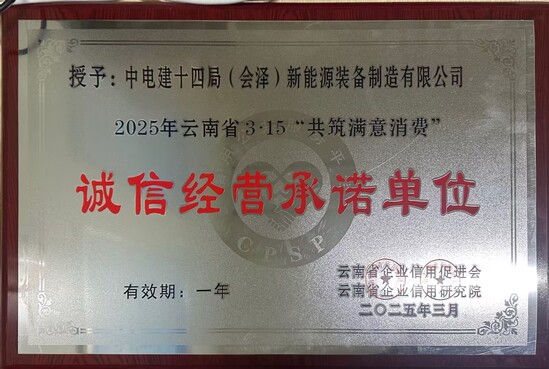 授予：中电建十四局（会泽）新能源装备制造有限公司
2025年云南省3·15“共筑满意消费”
诚信经营承诺单位
CPSP
有效期：一年
云南省企业信用促进会
云南省企业信用研究院
二〇二五年三月